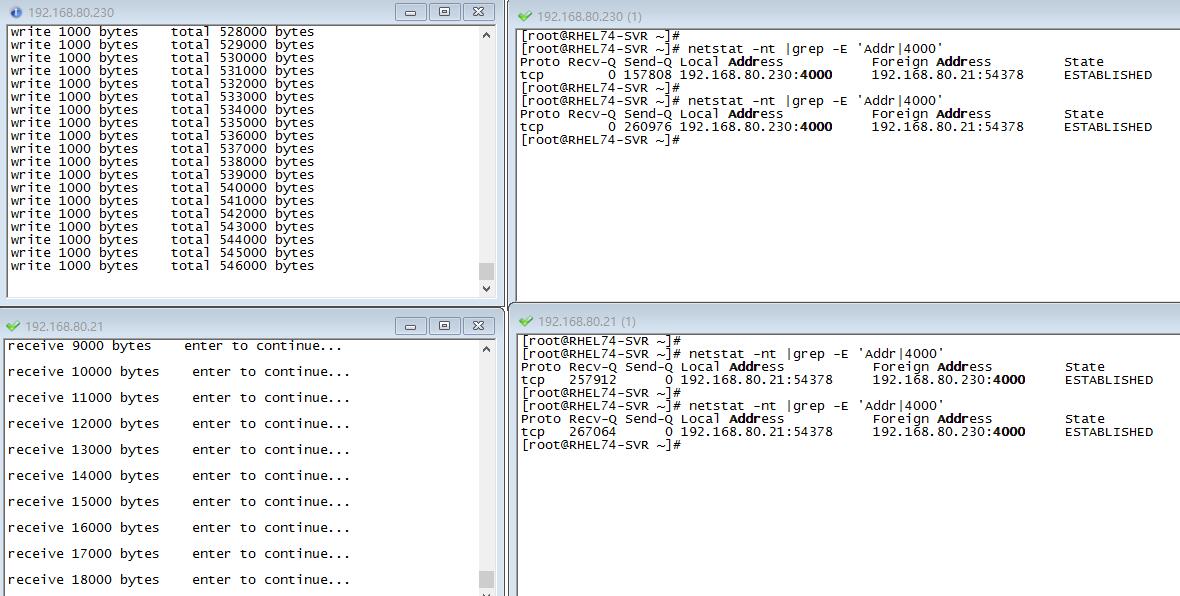 192.168.80.230
write 1000 bytes    total 528000 bytes
write 1000 bytes    total 529000 bytes
write 1000 bytes    total 530000 bytes
write 1000 bytes    total 531000 bytes
write 1000 bytes    total 532000 bytes
write 1000 bytes    total 533000 bytes
write 1000 bytes    total 534000 bytes
write 1000 bytes    total 535000 bytes
write 1000 bytes    total 536000 bytes
write 1000 bytes    total 537000 bytes
write 1000 bytes    total 538000 bytes
write 1000 bytes    total 539000 bytes
write 1000 bytes    total 540000 bytes
write 1000 bytes    total 541000 bytes
write 1000 bytes    total 542000 bytes
write 1000 bytes    total 543000 bytes
write 1000 bytes    total 544000 bytes
write 1000 bytes    total 545000 bytes
write 1000 bytes    total 546000 bytes
192.168.80.230 (1)
[root@RHEL74-SVR ~]#
[root@RHEL74-SVR ~]# netstat -nt |grep -E 'Addr|4000'
Proto Recv-Q Send-Q Local Address           Foreign Address         State
tcp        0 157808 192.168.80.230:4000     192.168.80.21:54378     ESTABLISHED
[root@RHEL74-SVR ~]#
[root@RHEL74-SVR ~]# netstat -nt |grep -E 'Addr|4000'
Proto Recv-Q Send-Q Local Address           Foreign Address         State
tcp        0 260976 192.168.80.230:4000     192.168.80.21:54378     ESTABLISHED
[root@RHEL74-SVR ~]#
192.168.80.21
receive 9000 bytes    enter to continue...
receive 10000 bytes    enter to continue...
receive 11000 bytes    enter to continue...
receive 12000 bytes    enter to continue...
receive 13000 bytes    enter to continue...
receive 14000 bytes    enter to continue...
receive 15000 bytes    enter to continue...
receive 16000 bytes    enter to continue...
receive 17000 bytes    enter to continue...
receive 18000 bytes    enter to continue...
192.168.80.21 (1)
[root@RHEL74-SVR ~]#
[root@RHEL74-SVR ~]# netstat -nt |grep -E 'Addr|4000'
Proto Recv-Q Send-Q Local Address           Foreign Address         State
tcp   257912      0 192.168.80.21:54378     192.168.80.230:4000     ESTABLISHED
[root@RHEL74-SVR ~]#
[root@RHEL74-SVR ~]# netstat -nt |grep -E 'Addr|4000'
Proto Recv-Q Send-Q Local Address           Foreign Address         State
tcp   267064      0 192.168.80.21:54378     192.168.80.230:4000     ESTABLISHED
[root@RHEL74-SVR ~]#